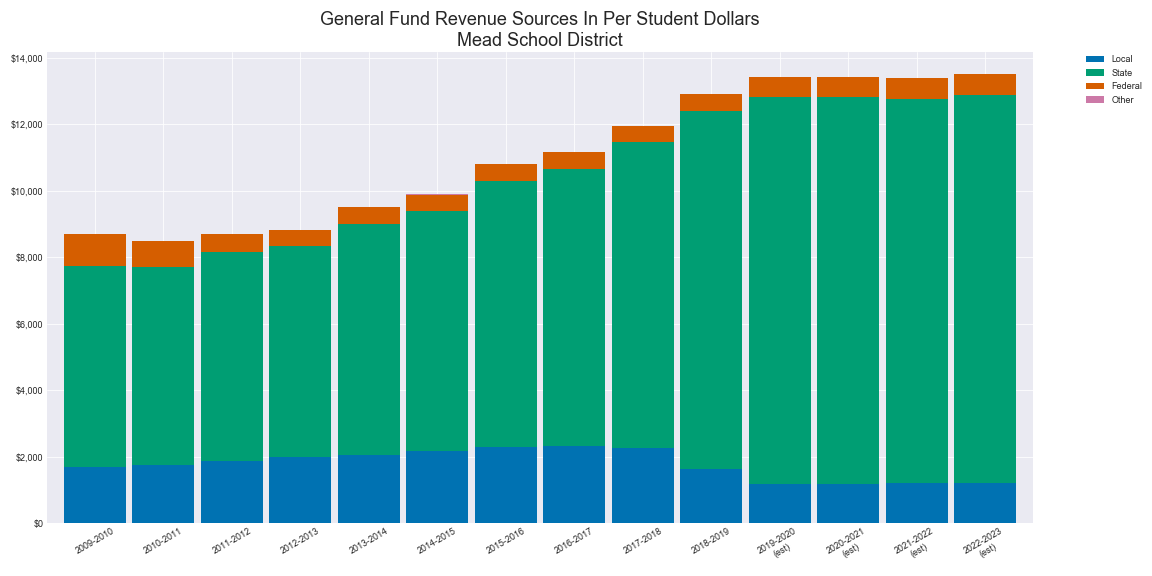 General Fund Revenue Sources In Per Student Dollars
Mead School District
Local
State
Federal
Other
$14,000
$12,000
$10,000
$8,000
$6,000
$4,000
$2,000
$0
2009-2010
2010-2011
2011-2012
2012-2013
2013-2014
2014-2015
2015-2016
2016-2017
2017-2018
2018-2019
2019-2020
(est)
2020-2021
(est)
2021-2022
(est)
2022-2023
(est)